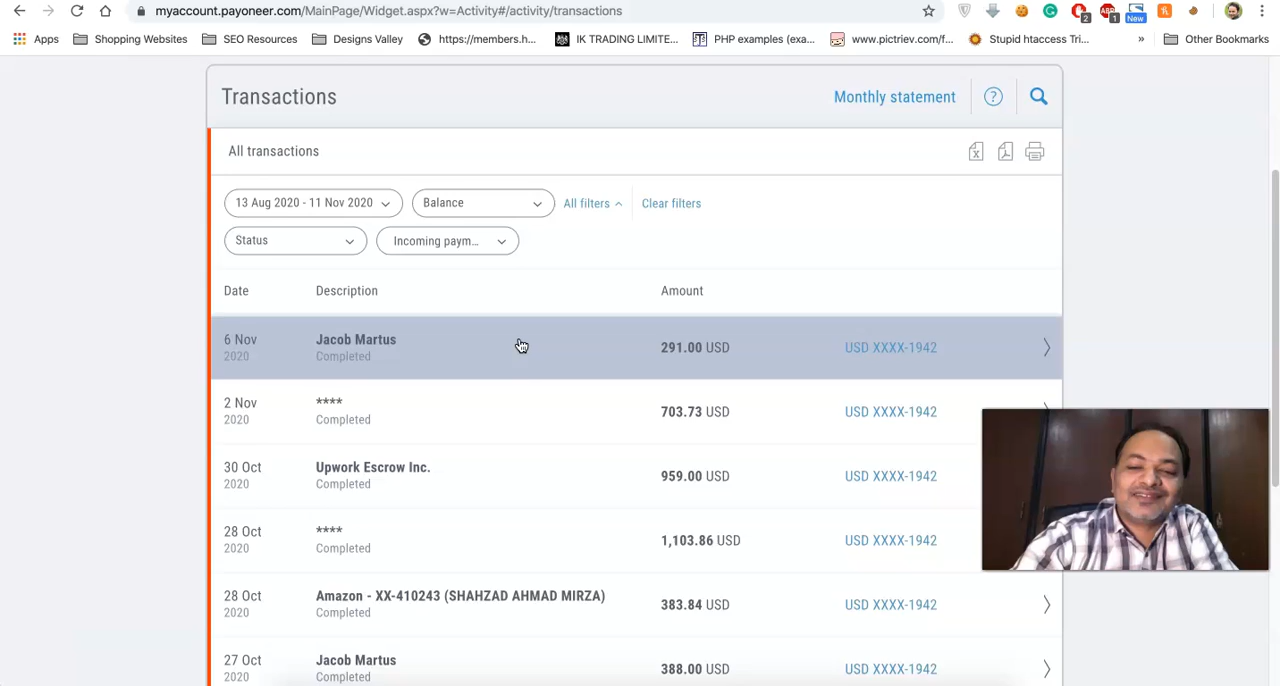 myaccount.payoneer.com/MainPage/Widget.aspx?w=Activity#/activity/transactions
2
1
New
Apps Shopping Websites SEO Resources Designs Valley https://members.h... IK TRADING LIMITE... PHP examples (exa... www.pictriev.com/f... Stupid htaccess Tri... » Other Bookmarks
Transactions Monthly statement ?
All transactions
13 Aug 2020 - 11 Nov 2020 Balance All filters Clear filters
Status Incoming paym...
Date Description Amount
6 Nov 2020 Jacob Martus 291.00 USD USD XXXX-1942
Completed
2 Nov 2020 **** 703.73 USD USD XXXX-1942
Completed
30 Oct 2020 Upwork Escrow Inc. 959.00 USD USD XXXX-1942
Completed
28 Oct 2020 **** 1,103.86 USD USD XXXX-1942
Completed
28 Oct 2020 Amazon - XX-410243 (SHAHZAD AHMAD MIRZA) 383.84 USD USD XXXX-1942
Completed
27 Oct 2020 Jacob Martus 388.00 USD USD XXXX-1942
Completed